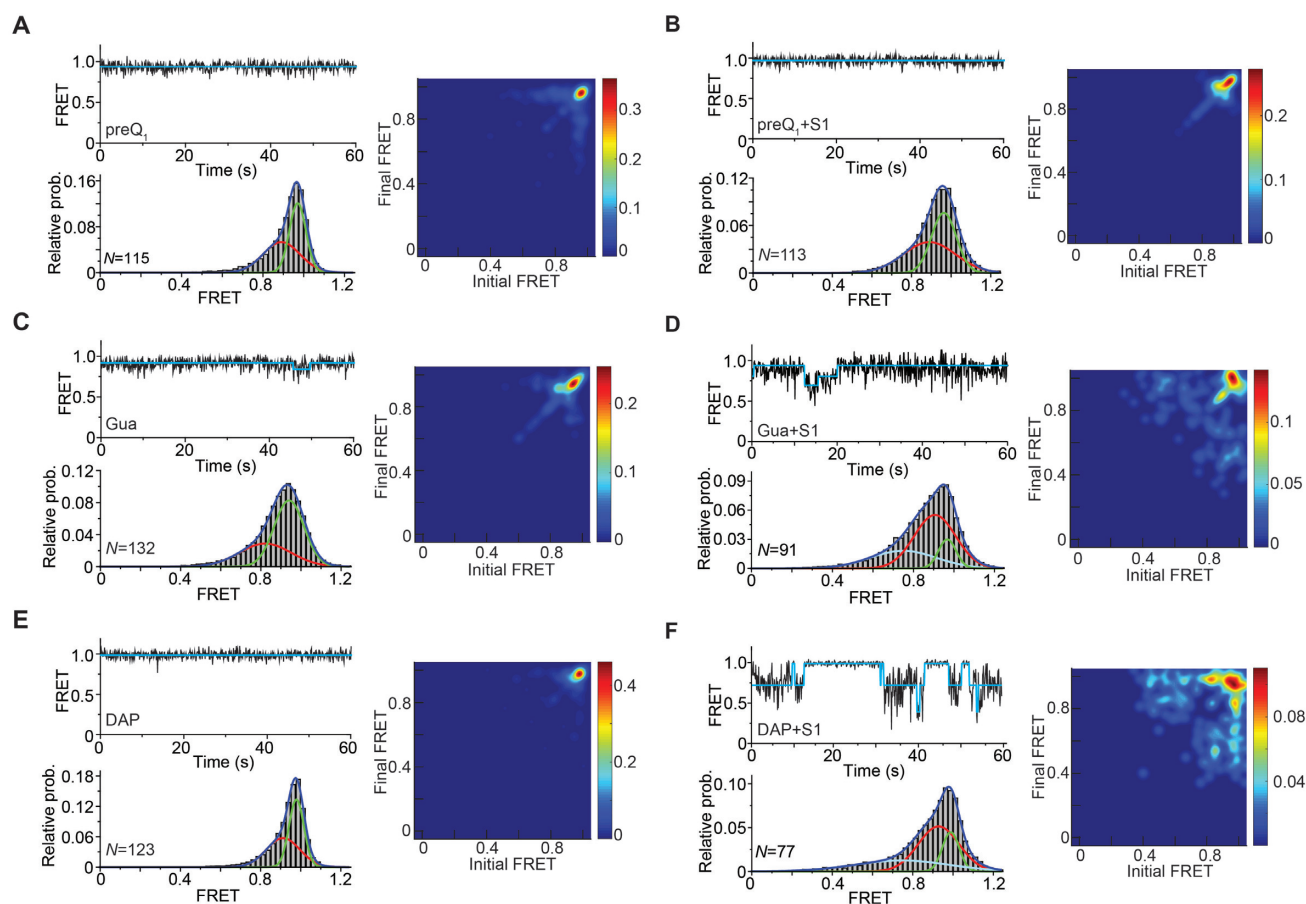 A
FRET
1.0
0.5
0
preQ1
0 20 40 60
Time (s)
Relative prob.
0.16
0.12
0.08
0.04
0
N=115
0 0.4 0.8 1.2
FRET
Final FRET
0.8
0.4
0
0 0.4 0.8
Initial FRET
0.3
0.2
0.1
0
B
FRET
1.0
0.5
0
preQ1+S1
0 20 40 60
Time (s)
Relative prob.
0.12
0.08
0.04
0
N=113
0 0.4 0.8 1.2
FRET
Final FRET
0.8
0.4
0
0 0.4 0.8
Initial FRET
0.2
0.1
0
C
FRET
1.0
0.5
0
Gua
0 20 40 60
Time (s)
Relative prob.
0.12
0.08
0.04
0
N=132
0 0.4 0.8 1.2
FRET
Final FRET
0.8
0.4
0
0 0.4 0.8
Initial FRET
0.2
0.1
0
D
FRET
1.0
0.5
0
Gua+S1
0 20 40 60
Time (s)
Relative prob.
0.09
0.06
0.03
0
N=91
0 0.4 0.8 1.2
FRET
Final FRET
0.8
0.4
0
0 0.4 0.8
Initial FRET
0.1
0.05
0
E
FRET
1.0
0.5
0
DAP
0 20 40 60
Time (s)
Relative prob.
0.18
0.12
0.06
0
N=123
0 0.4 0.8 1.2
FRET
Final FRET
0.8
0.4
0
0 0.4 0.8
Initial FRET
0.4
0.2
0
F
FRET
1.0
0.5
0
DAP+S1
0 20 40 60
Time (s)
Relative prob.
0.10
0.05
0
N=77
0 0.4 0.8 1.2
FRET
Final FRET
0.8
0.4
0
0 0.4 0.8
Initial FRET
0.08
0.04